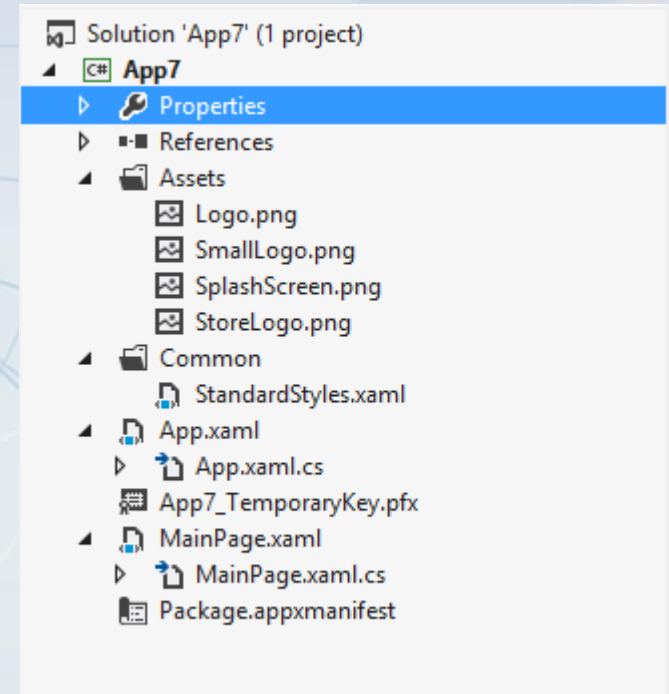 Solution 'App7' (1 project)
C# App7
Properties
References
Assets
Logo.png
SmallLogo.png
SplashScreen.png
StoreLogo.png
Common
StandardStyles.xaml
App.xaml
App.xaml.cs
App7_TemporaryKey.pfx
MainPage.xaml
MainPage.xaml.cs
Package.appxmanifest